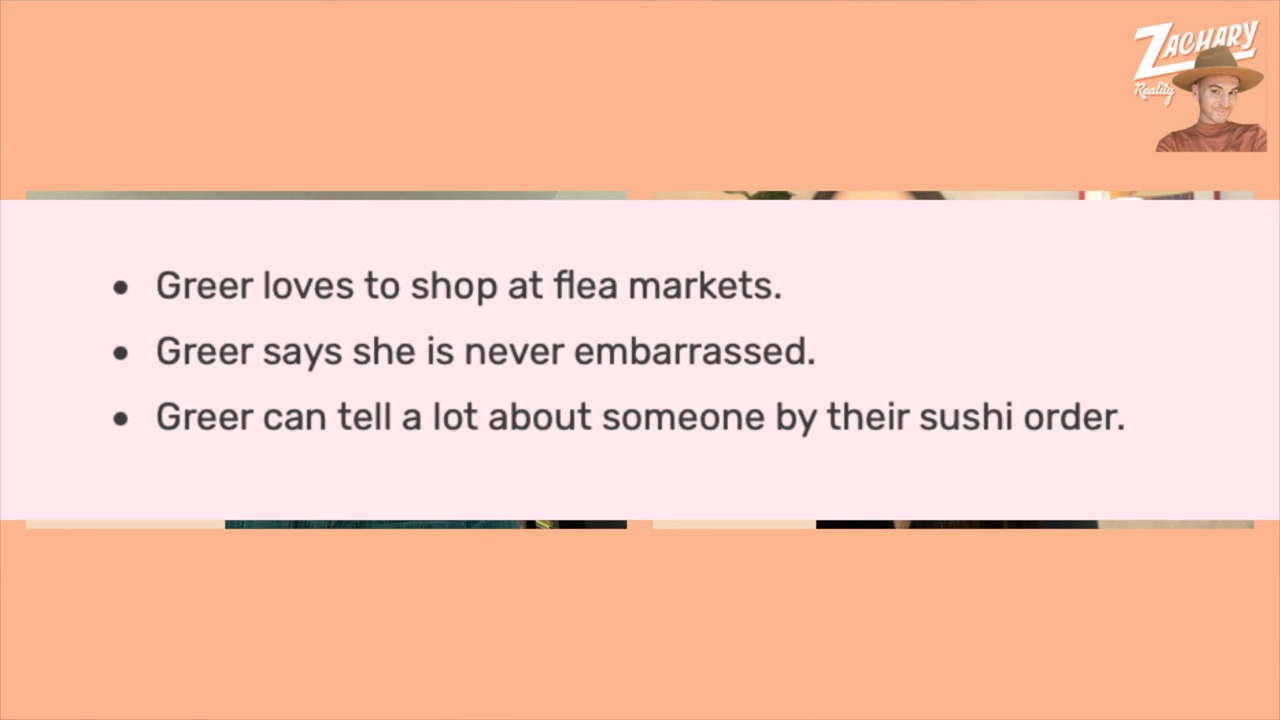 ZACHARY
Reality
• Greer loves to shop at flea markets.
• Greer says she is never embarrassed.
• Greer can tell a lot about someone by their sushi order.